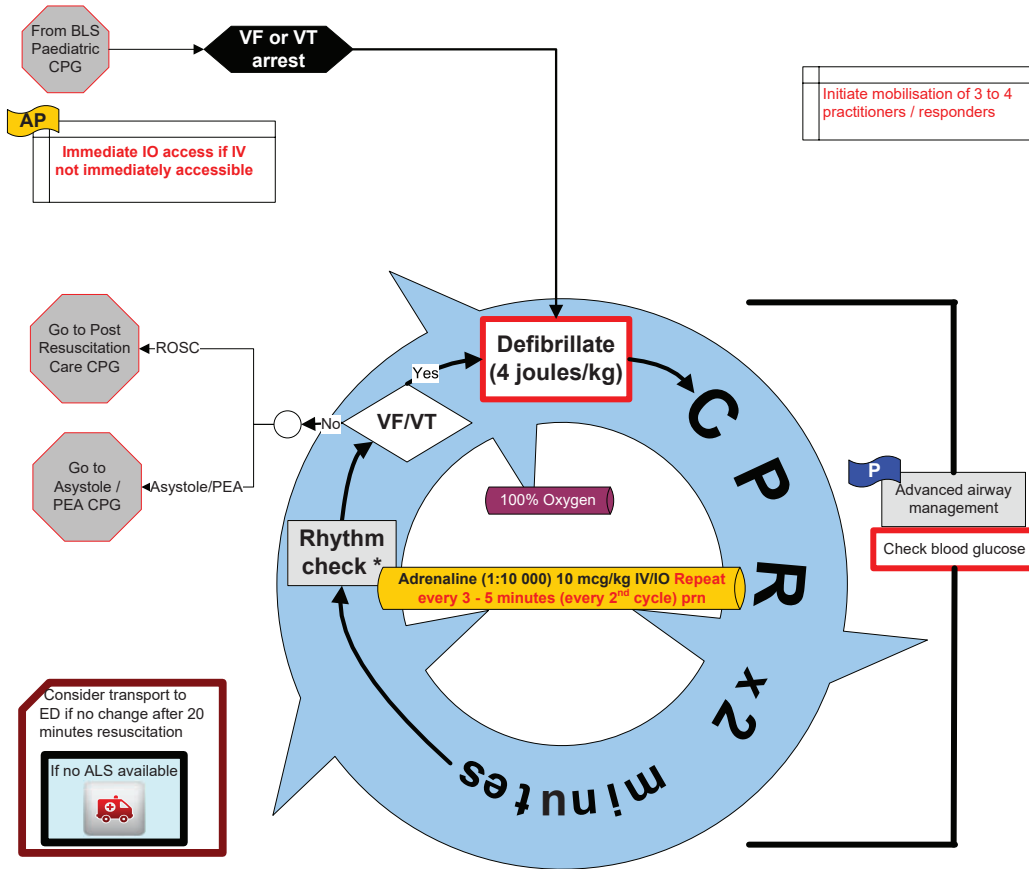 From BLS
Paediatric
CPG
VF or VT
arrest
Initiate mobilisation of 3 to 4
practitioners / responders
AP
Immediate IO access if IV
not immediately accessible
Go to Post
Resuscitation
Care CPG
ROSC
Go to
Asystole /
PEA CPG
Asystole/PEA
No
VF/VT
Yes
Defibrillate
(4 joules/kg)
CPR x2 minutes
100% Oxygen
Rhythm
check *
Adrenaline (1:10 000) 10 mcg/kg IV/IO Repeat
every 3 - 5 minutes (every 2nd cycle) prn
P
Advanced airway
management
Check blood glucose
Consider transport to
ED if no change after 20
minutes resuscitation
If no ALS available